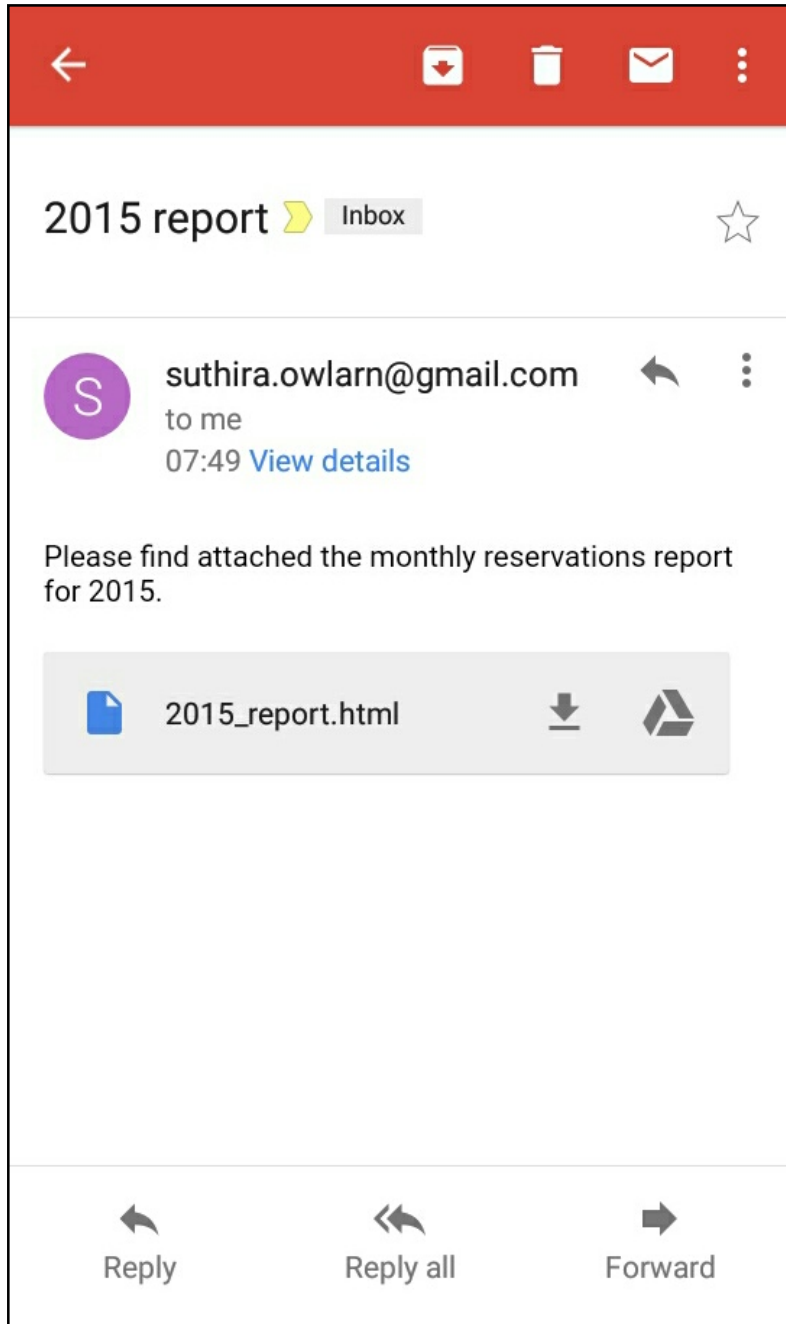 2015 report Inbox
S
suthira.owlarn@gmail.com
to me
07:49 View details
Please find attached the monthly reservations report
for 2015.
2015_report.html
Reply Reply all Forward